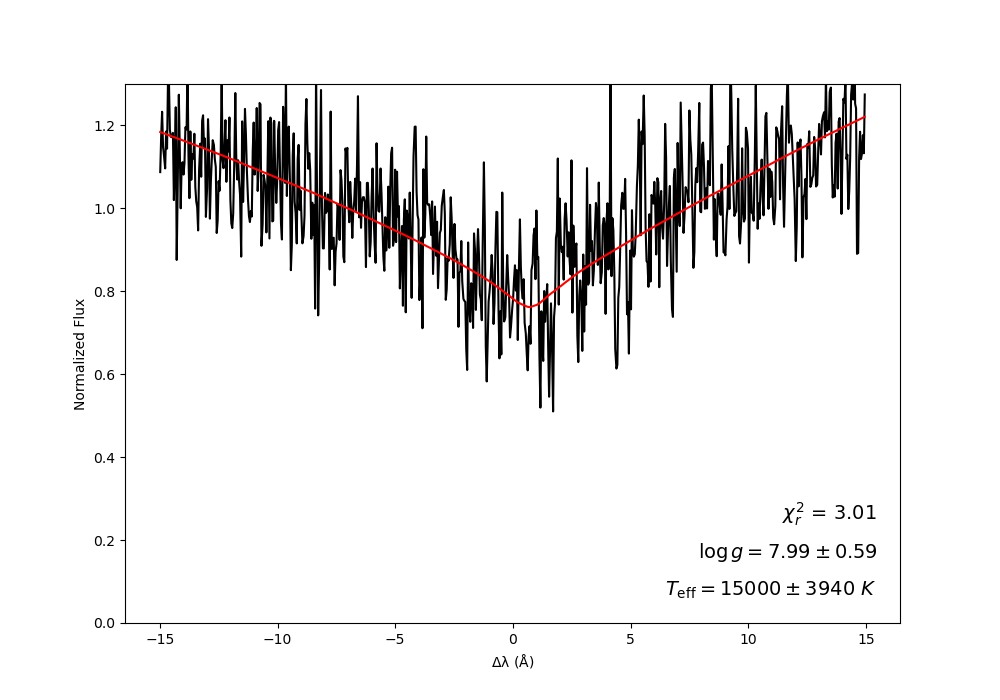 Normalized Flux
1.2
1.0
0.8
0.6
0.4
0.2
0.0
χ²ᵣ = 3.01
log g = 7.99 ± 0.59
T_eff = 15000 ± 3940 K
−15 −10 −5 0 5 10 15
Δλ (Å)